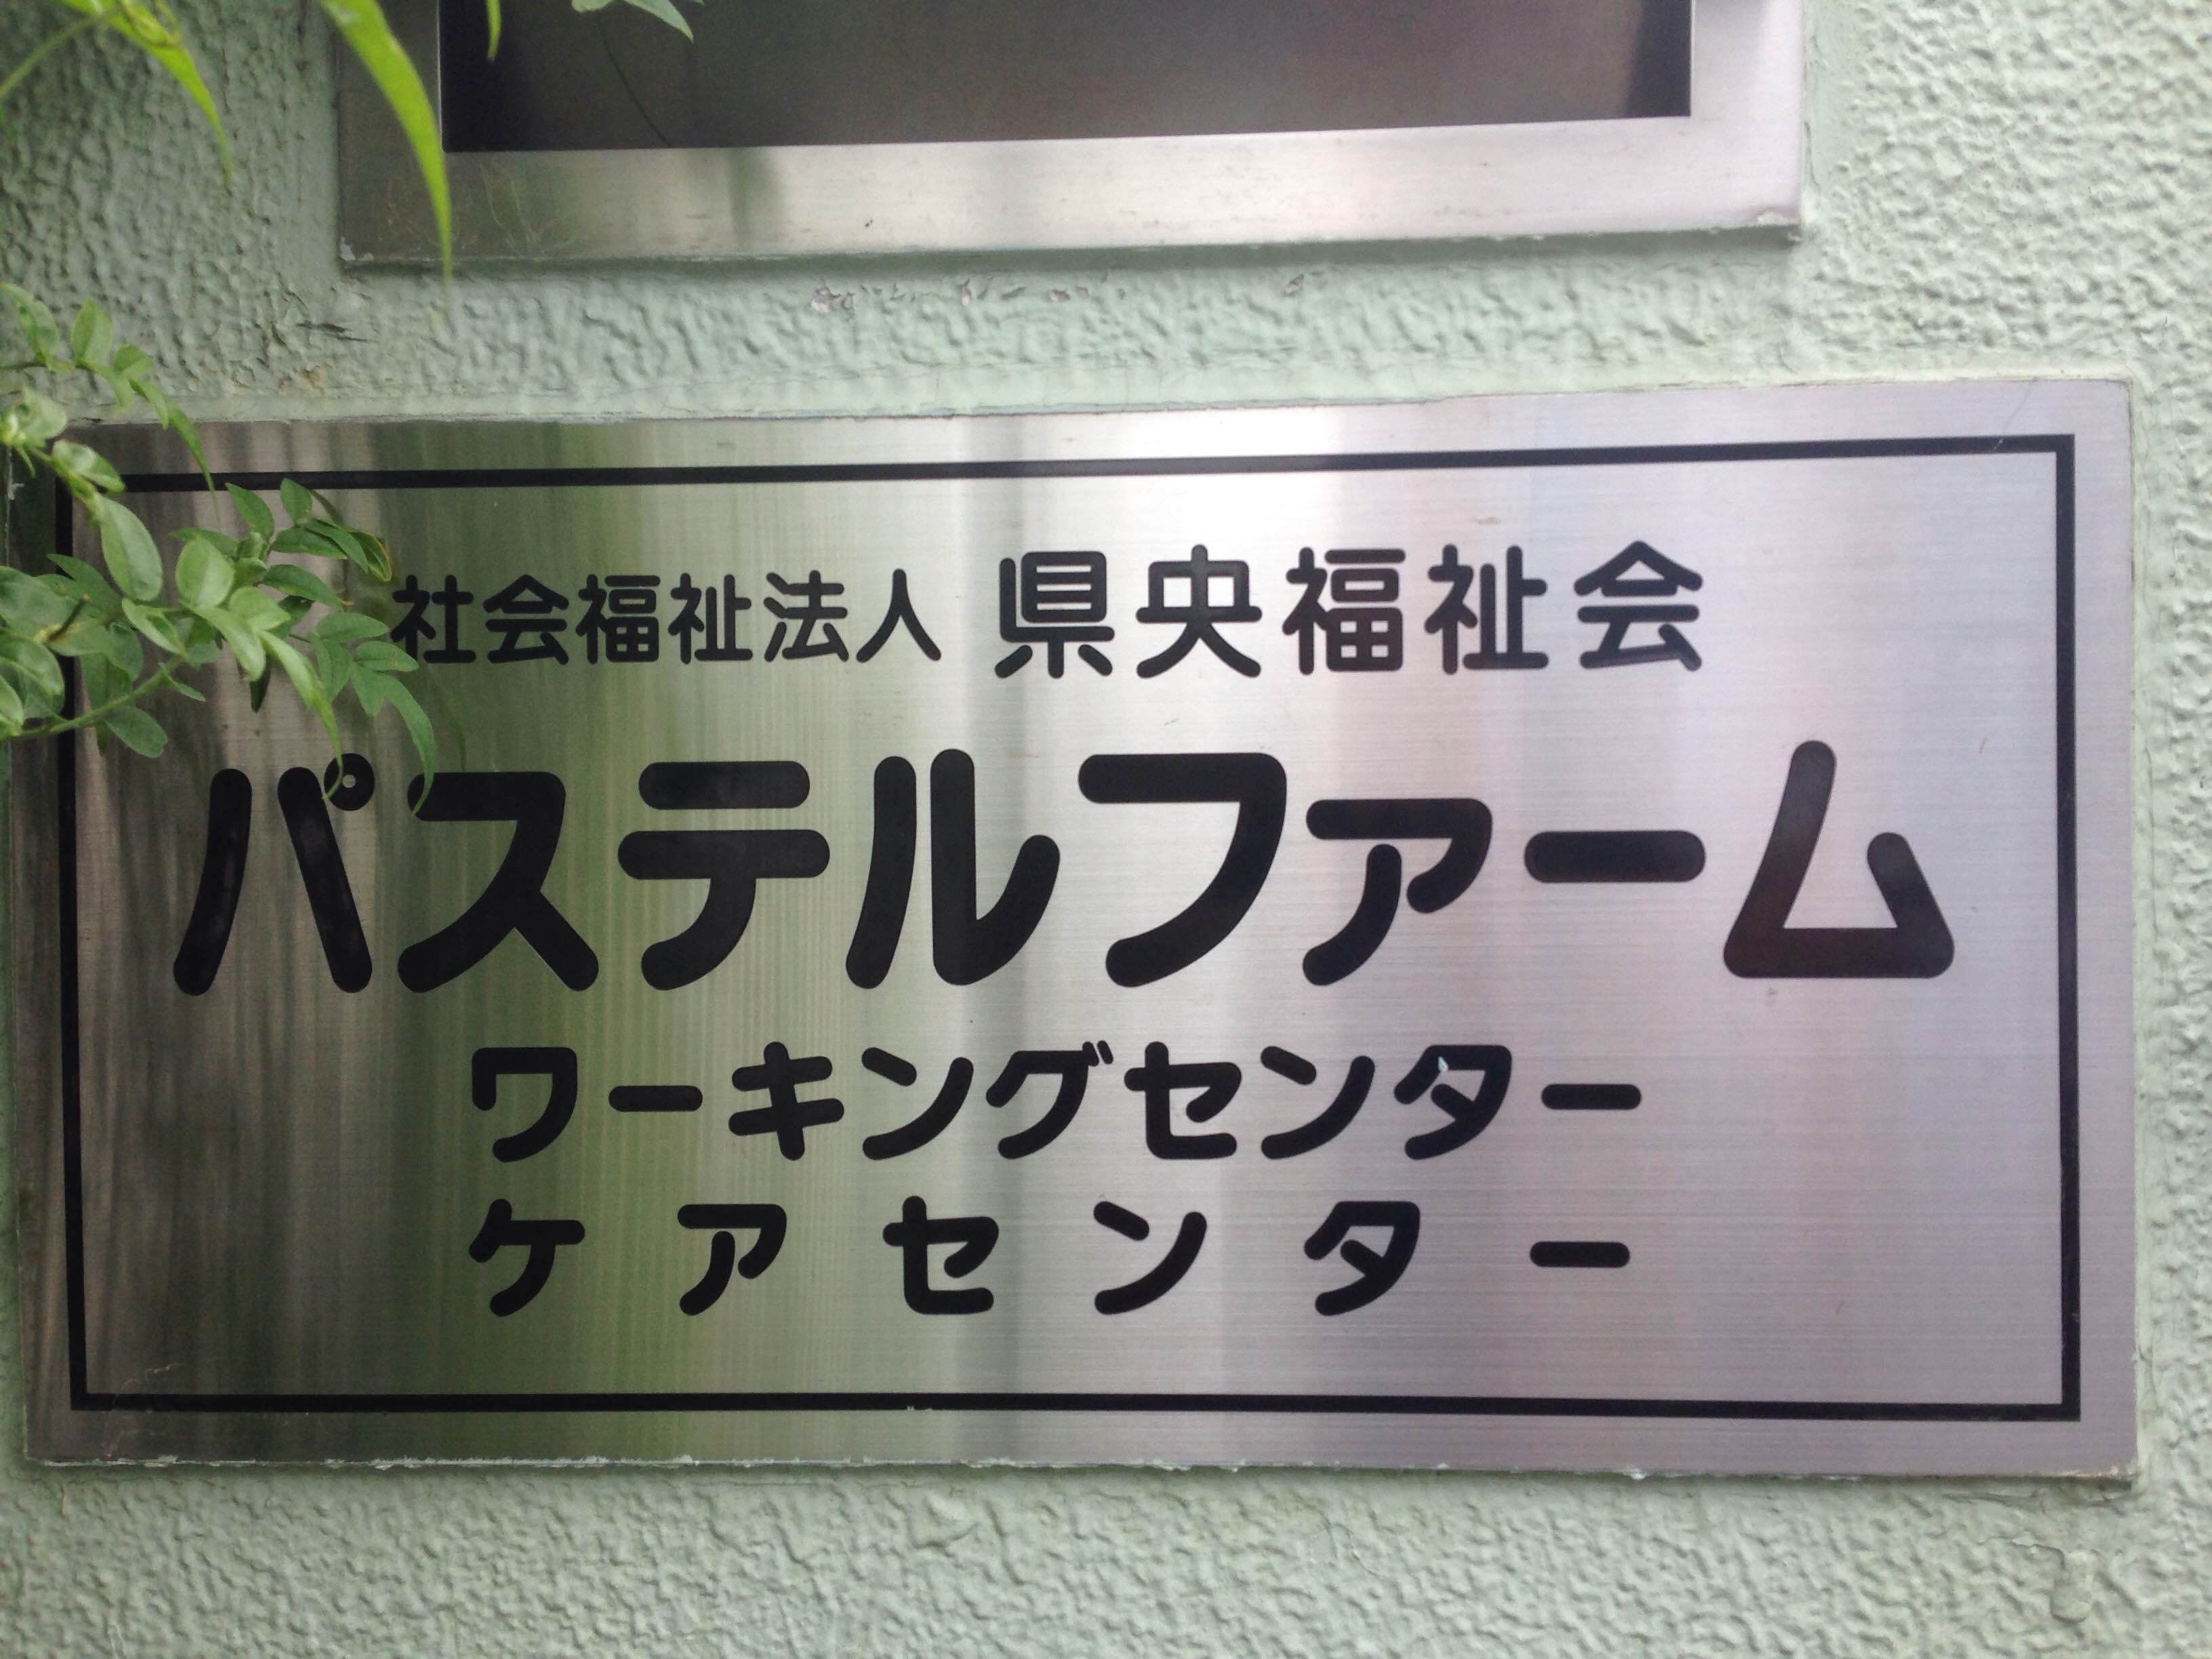 社会福祉法人 県央福祉会
パステルファーム
ワーキングセンター
ケアセンター